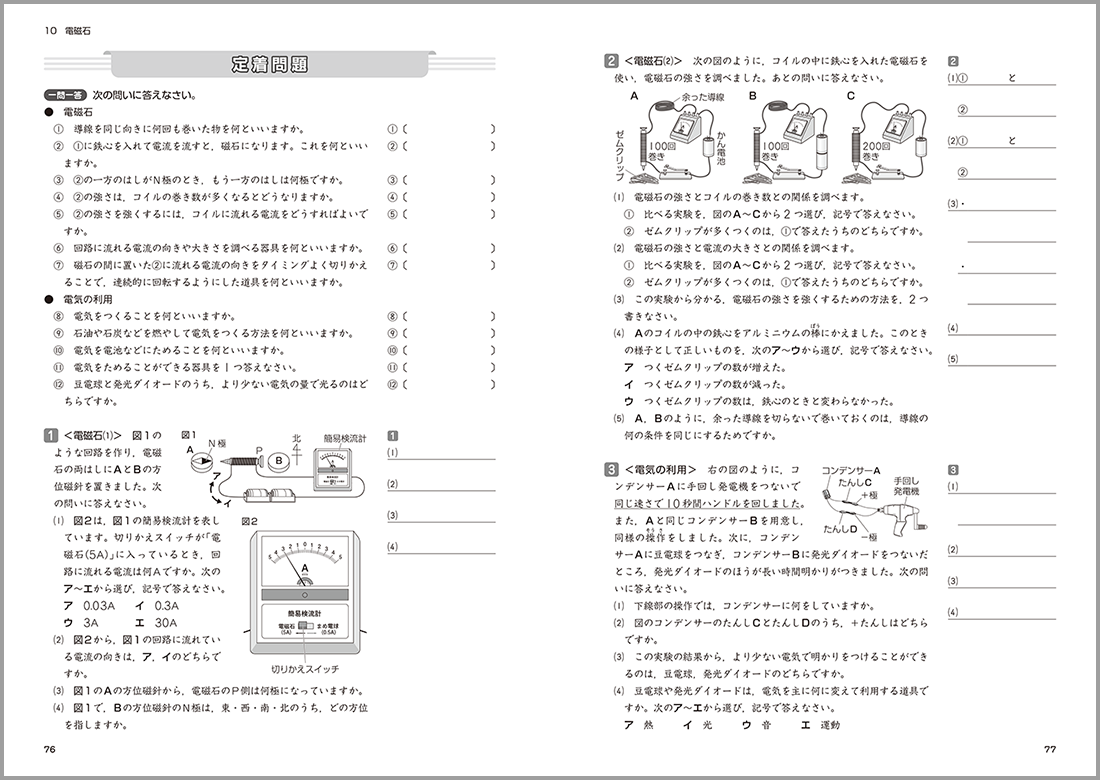 10 電磁石
定着問題
一問一答 次の問いに答えなさい。
● 電磁石
① 導線を同じ向きに何回も巻いた物を何といいますか。 ①〔 〕
② ①に鉄心を入れて電流を流すと，磁石になります。これを何といい ②〔 〕
ますか。
③ ②の一方のはしがN極のとき，もう一方のはしは何極ですか。 ③〔 〕
④ ②の強さは，コイルの巻き数が多くなるとどうなりますか。 ④〔 〕
⑤ ②の強さを強くするには，コイルに流れる電流をどうすればよいで ⑤〔 〕
すか。
⑥ 回路に流れる電流の向きや大きさを調べる器具を何といいますか。 ⑥〔 〕
⑦ 磁石の間に置いた②に流れる電流の向きをタイミングよく切りかえ ⑦〔 〕
ることで，連続的に回転するようにした道具を何といいますか。
● 電気の利用
⑧ 電気をつくることを何といいますか。 ⑧〔 〕
⑨ 石油や石炭などを燃やして電気をつくる方法を何といいますか。 ⑨〔 〕
⑩ 電気を電池などにためることを何といいますか。 ⑩〔 〕
⑪ 電気をためることができる器具を1つ答えなさい。 ⑪〔 〕
⑫ 豆電球と発光ダイオードのうち，より少ない電気の量で光るのはど ⑫〔 〕
ちらですか。
1 〈電磁石(1)〉 図1の
ような回路を作り，電磁
石の両はしにAとBの方
位磁針を置きました。次
の問いに答えなさい。
図1
A
N極
P
B
北
4
簡易検流計
A
ア
イ
(1) 図2は，図1の簡易検流計を表し
ています。切りかえスイッチが「電
磁石(5A)」に入っているとき，回
路に流れる電流は何Aですか。次の
ア〜エから選び，記号で答えなさい。
ア 0.03A イ 0.3A
ウ 3A エ 30A
図2
5 4 3 2 1 0 1 2 3 4 5
A
簡易検流計
電磁石 まめ電球
(5A) (0.5A)
切りかえスイッチ
(2) 図2から，図1の回路に流れてい
る電流の向きは，ア，イのどちらで
すか。
(3) 図1のAの方位磁針から，電磁石のP側は何極になっていますか。
(4) 図1で，Bの方位磁針のN極は，東・西・南・北のうち，どの方位
を指しますか。
1
(1)
(2)
(3)
(4)
76
2 〈電磁石(2)〉 次の図のように，コイルの中に鉄心を入れた電磁石を
使い，電磁石の強さを調べました。あとの問いに答えなさい。
A
余った導線
B
C
ゼムクリップ
100回
巻き
かん電池
100回
巻き
200回
巻き
(1) 電磁石の強さとコイルの巻き数との関係を調べます。
① 比べる実験を，図のA〜Cから2つ選び，記号で答えなさい。
② ゼムクリップが多くつくのは，①で答えたうちのどちらですか。
(2) 電磁石の強さと電流の大きさとの関係を調べます。
① 比べる実験を，図のA〜Cから2つ選び，記号で答えなさい。
② ゼムクリップが多くつくのは，①で答えたうちのどちらですか。
(3) この実験から分かる，電磁石の強さを強くするための方法を，2つ
書きなさい。
(4) Aのコイルの中の鉄心をアルミニウムの棒にかえました。このとき
ぼう
の様子として正しいものを，次のア〜ウから選び，記号で答えなさい。
ア つくゼムクリップの数が増えた。
イ つくゼムクリップの数が減った。
ウ つくゼムクリップの数は，鉄心のときと変わらなかった。
(5) A，Bのように，余った導線を切らないで巻いておくのは，導線の
何の条件を同じにするためですか。
2
(1)① と
②
(2)① と
②
(3)・
・
(4)
(5)
3 〈電気の利用〉 右の図のように，コ
ンデンサーAに手回し発電機をつないで
同じ速さで10秒間ハンドルを回しました。
また，Aと同じコンデンサーBを用意し，
同様の操作をしました。次に，コンデン
そうさ
サーAに豆電球をつなぎ，コンデンサーBに発光ダイオードをつないだ
ところ，発光ダイオードのほうが長い時間明かりがつきました。次の問
いに答えなさい。
コンデンサーA
たんしC
＋極
手回し
発電機
たんしD
−極
(1) 下線部の操作では，コンデンサーに何をしていますか。
(2) 図のコンデンサーのたんしCとたんしDのうち，＋たんしはどちら
ですか。
(3) この実験の結果から，より少ない電気で明かりをつけることができ
るのは，豆電球，発光ダイオードのどちらですか。
(4) 豆電球や発光ダイオードは，電気を主に何に変えて利用する道具で
すか。次のア〜エから選び，記号で答えなさい。
ア 熱 イ 光 ウ 音 エ 運動
3
(1)
(2)
(3)
(4)
77